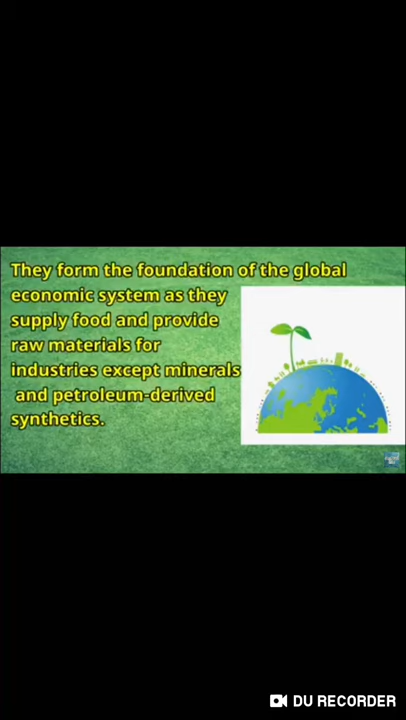 They form the foundation of the global
economic system as they
supply food and provide
raw materials for
industries except minerals
and petroleum-derived
synthetics.
DU RECORDER